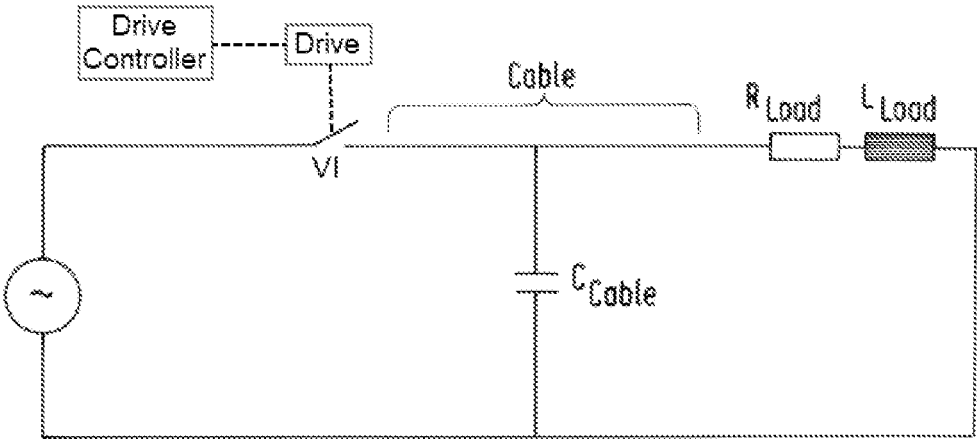 Drive
Controller
Drive
Cable
R Load
L Load
VI
~
C Cable